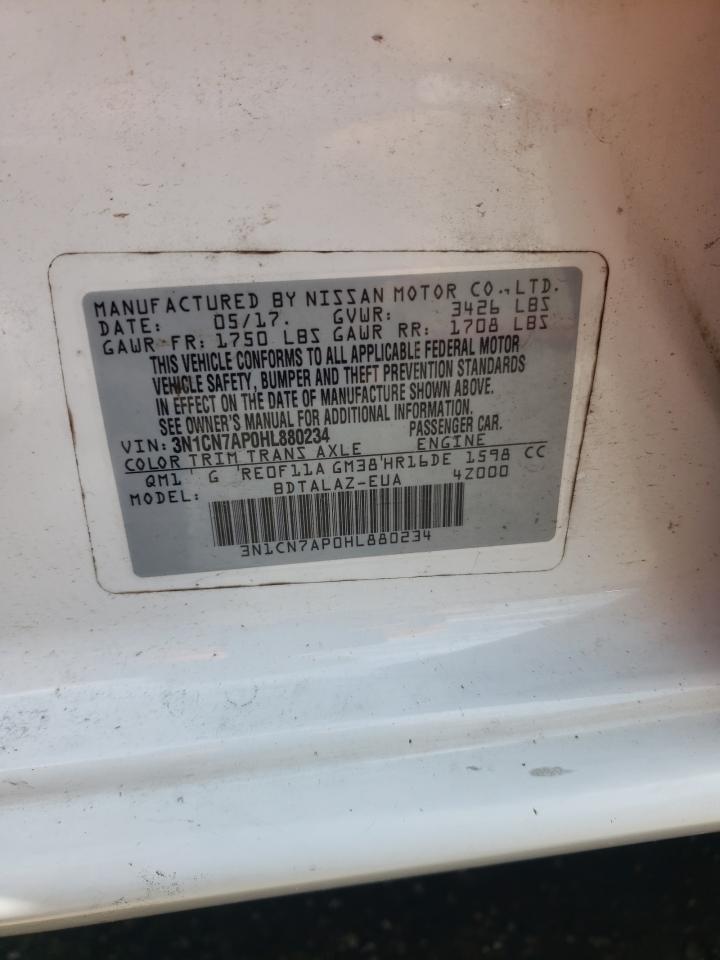 MANUFACTURED BY NISSAN MOTOR CO.,LTD.
DATE: 05/17. GVWR: 3426 LBS
GAWR FR: 1750 LBS GAWR RR: 1708 LBS
THIS VEHICLE CONFORMS TO ALL APPLICABLE FEDERAL MOTOR
VEHICLE SAFETY, BUMPER AND THEFT PREVENTION STANDARDS
IN EFFECT ON DATE OF MANUFACTURE SHOWN ABOVE.
SEE OWNER'S MANUAL FOR ADDITIONAL INFORMATION.
VIN: 3N1CN7AP0HL880234 PASSENGER CAR.
COLOR TRIM TRANS AXLE ENGINE
QM1 ' G ' RE0F11A GM38 ' HR16DE 1598 CC
MODEL: BDTALAZ-EUA 4Z000
3N1CN7AP0HL880234